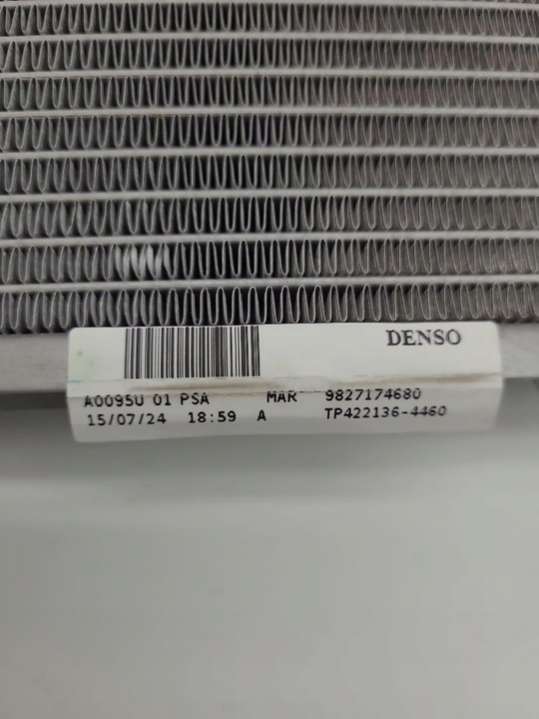 DENSO
A0095U 01 PSA MAR 9827174680
15/07/24 18:59 A TP422136-4460